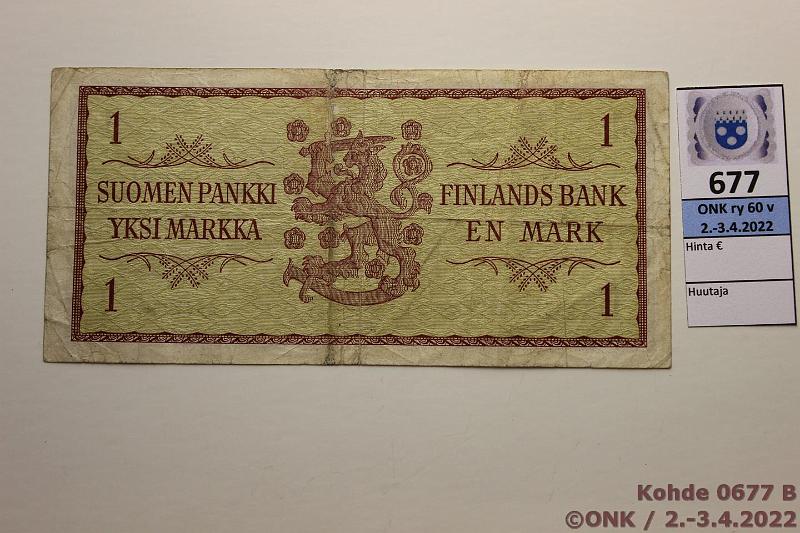 1
1
SUOMEN PANKKI
YKSI MARKKA
FINLANDS BANK
EN MARK
1
1
677
ONK ry 60 v
2.-3.4.2022
Hinta €
Huutaja
Kohde 0677 B
©ONK / 2.-3.4.2022